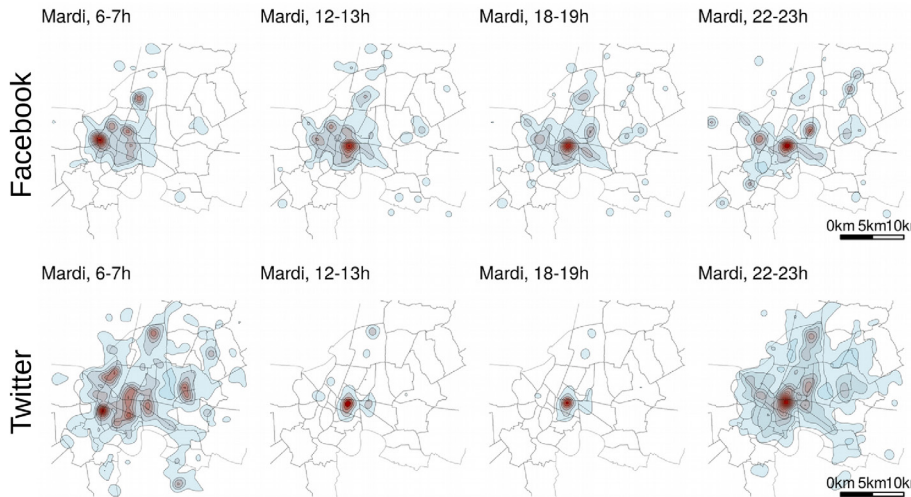 Mardi, 6-7h Mardi, 12-13h Mardi, 18-19h Mardi, 22-23h
Facebook
0km 5km10k
Mardi, 6-7h Mardi, 12-13h Mardi, 18-19h Mardi, 22-23h
Twitter
0km 5km10k